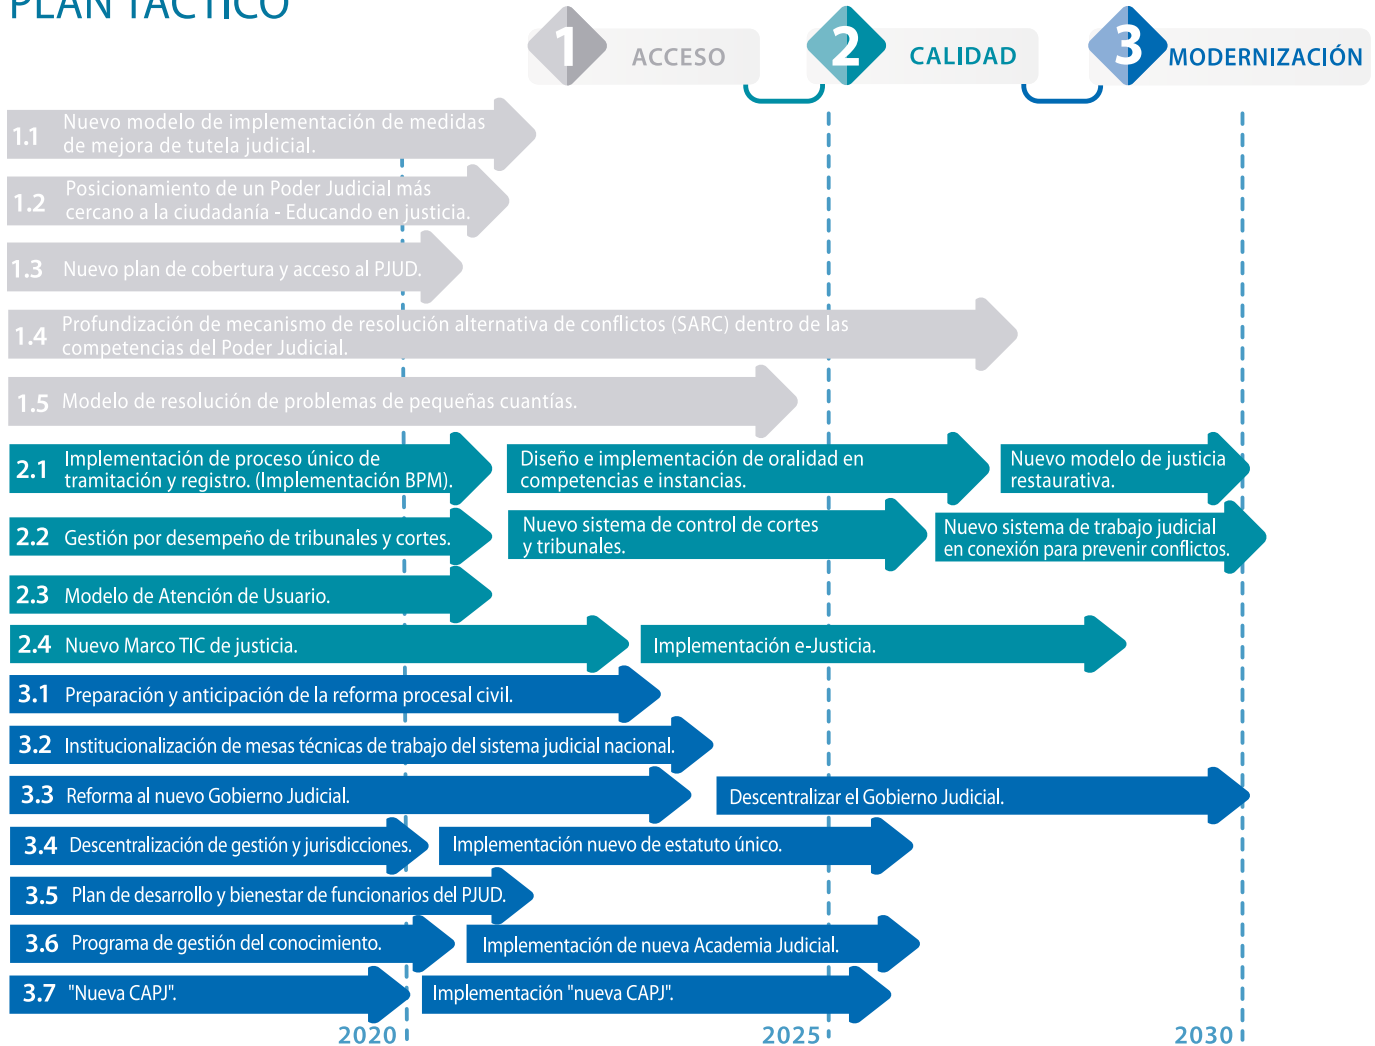 PLAN TÁCTICO
1 ACCESO
2 CALIDAD
3 MODERNIZACIÓN
1.1 Nuevo modelo de implementación de medidas
de mejora de tutela judicial.
1.2 Posicionamiento de un Poder Judicial más
cercano a la ciudadanía - Educando en justicia.
1.3 Nuevo plan de cobertura y acceso al PJUD.
1.4 Profundización de mecanismo de resolución alternativa de conflictos (SARC) dentro de las
competencias del Poder Judicial.
1.5 Modelo de resolución de problemas de pequeñas cuantías.
2.1 Implementación de proceso único de
tramitación y registro. (Implementación BPM).
Diseño e implementación de oralidad en
competencias e instancias.
Nuevo modelo de justicia
restaurativa.
2.2 Gestión por desempeño de tribunales y cortes.
Nuevo sistema de control de cortes
y tribunales.
Nuevo sistema de trabajo judicial
en conexión para prevenir conflictos.
2.3 Modelo de Atención de Usuario.
2.4 Nuevo Marco TIC de justicia.
Implementación e-Justicia.
3.1 Preparación y anticipación de la reforma procesal civil.
3.2 Institucionalización de mesas técnicas de trabajo del sistema judicial nacional.
3.3 Reforma al nuevo Gobierno Judicial.
Descentralizar el Gobierno Judicial.
3.4 Descentralización de gestión y jurisdicciones.
Implementación nuevo de estatuto único.
3.5 Plan de desarrollo y bienestar de funcionarios del PJUD.
3.6 Programa de gestión del conocimiento.
Implementación de nueva Academia Judicial.
3.7 "Nueva CAPJ".
Implementación "nueva CAPJ".
2020
2025
2030